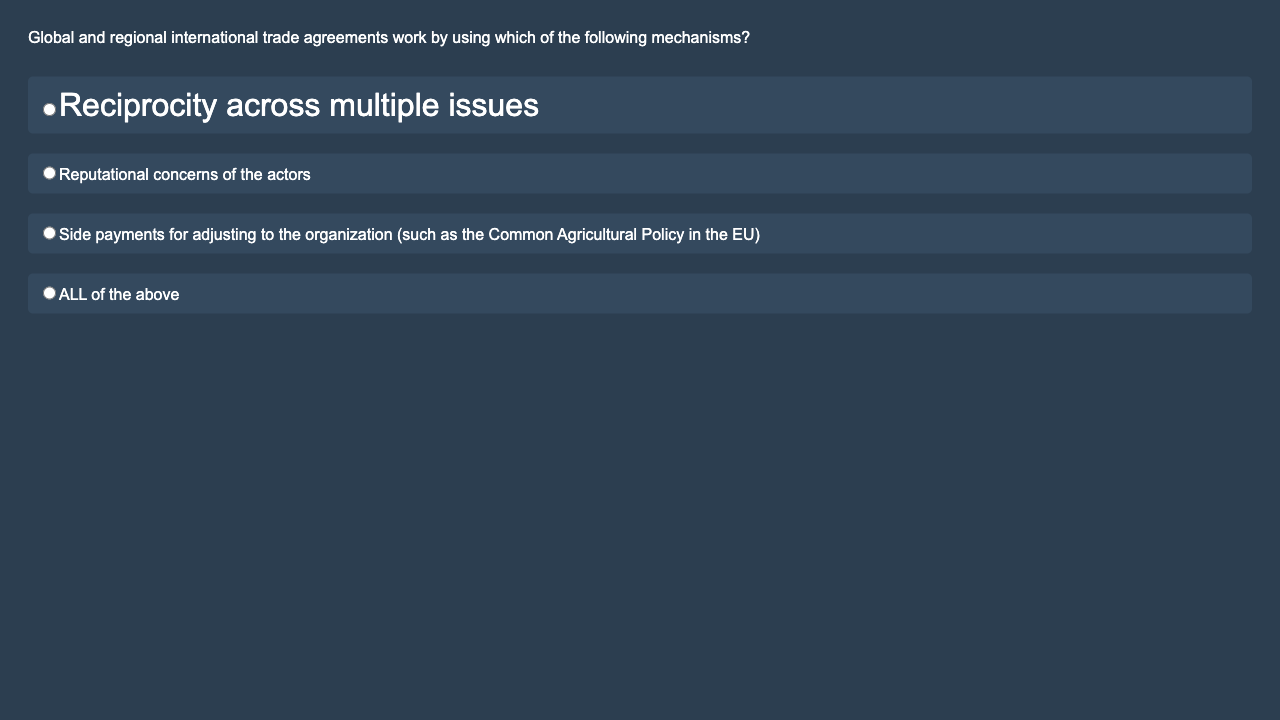 Global and regional international trade agreements work by using which of the following mechanisms?
Reciprocity across multiple issues
Reputational concerns of the actors
Side payments for adjusting to the organization (such as the Common Agricultural Policy in the EU)
ALL of the above